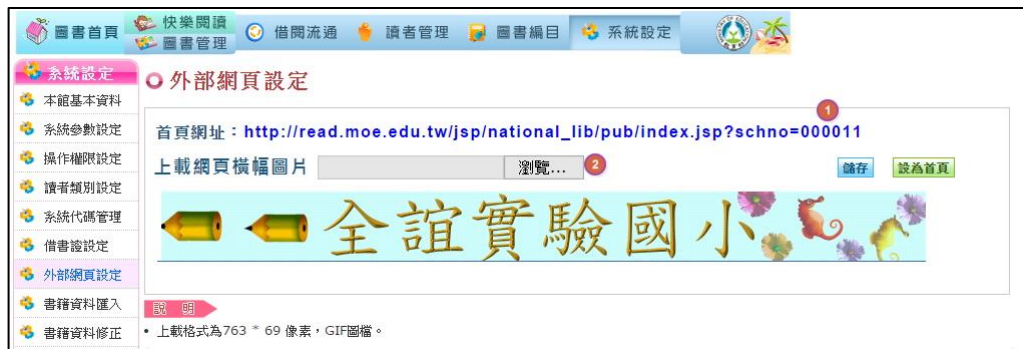 圖書首頁 快樂閱讀 圖書管理 借閱流通 讀者管理 圖書編目 系統設定
系統設定
本館基本資料
系統參數設定
操作權限設定
讀者類別設定
系統代碼管理
借書證設定
外部網頁設定
書籍資料匯入
書籍資料修正
外部網頁設定
1
首頁網址：http://read.moe.edu.tw/jsp/national_lib/pub/index.jsp?schno=000011
上載網頁橫幅圖片 瀏覽... 2 儲存 設為首頁
全誼實驗國小
說 明
• 上載格式為763 * 69 像素，GIF圖檔。